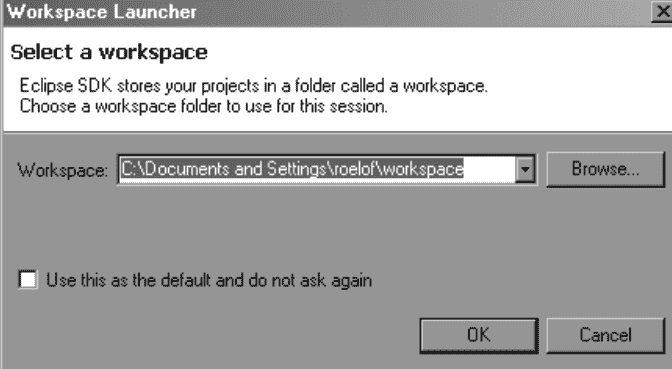 Workspace Launcher
Select a workspace
Eclipse SDK stores your projects in a folder called a workspace.
Choose a workspace folder to use for this session.
Workspace: C:\Documents and Settings\roelof\workspace Browse...
Use this as the default and do not ask again
OK Cancel